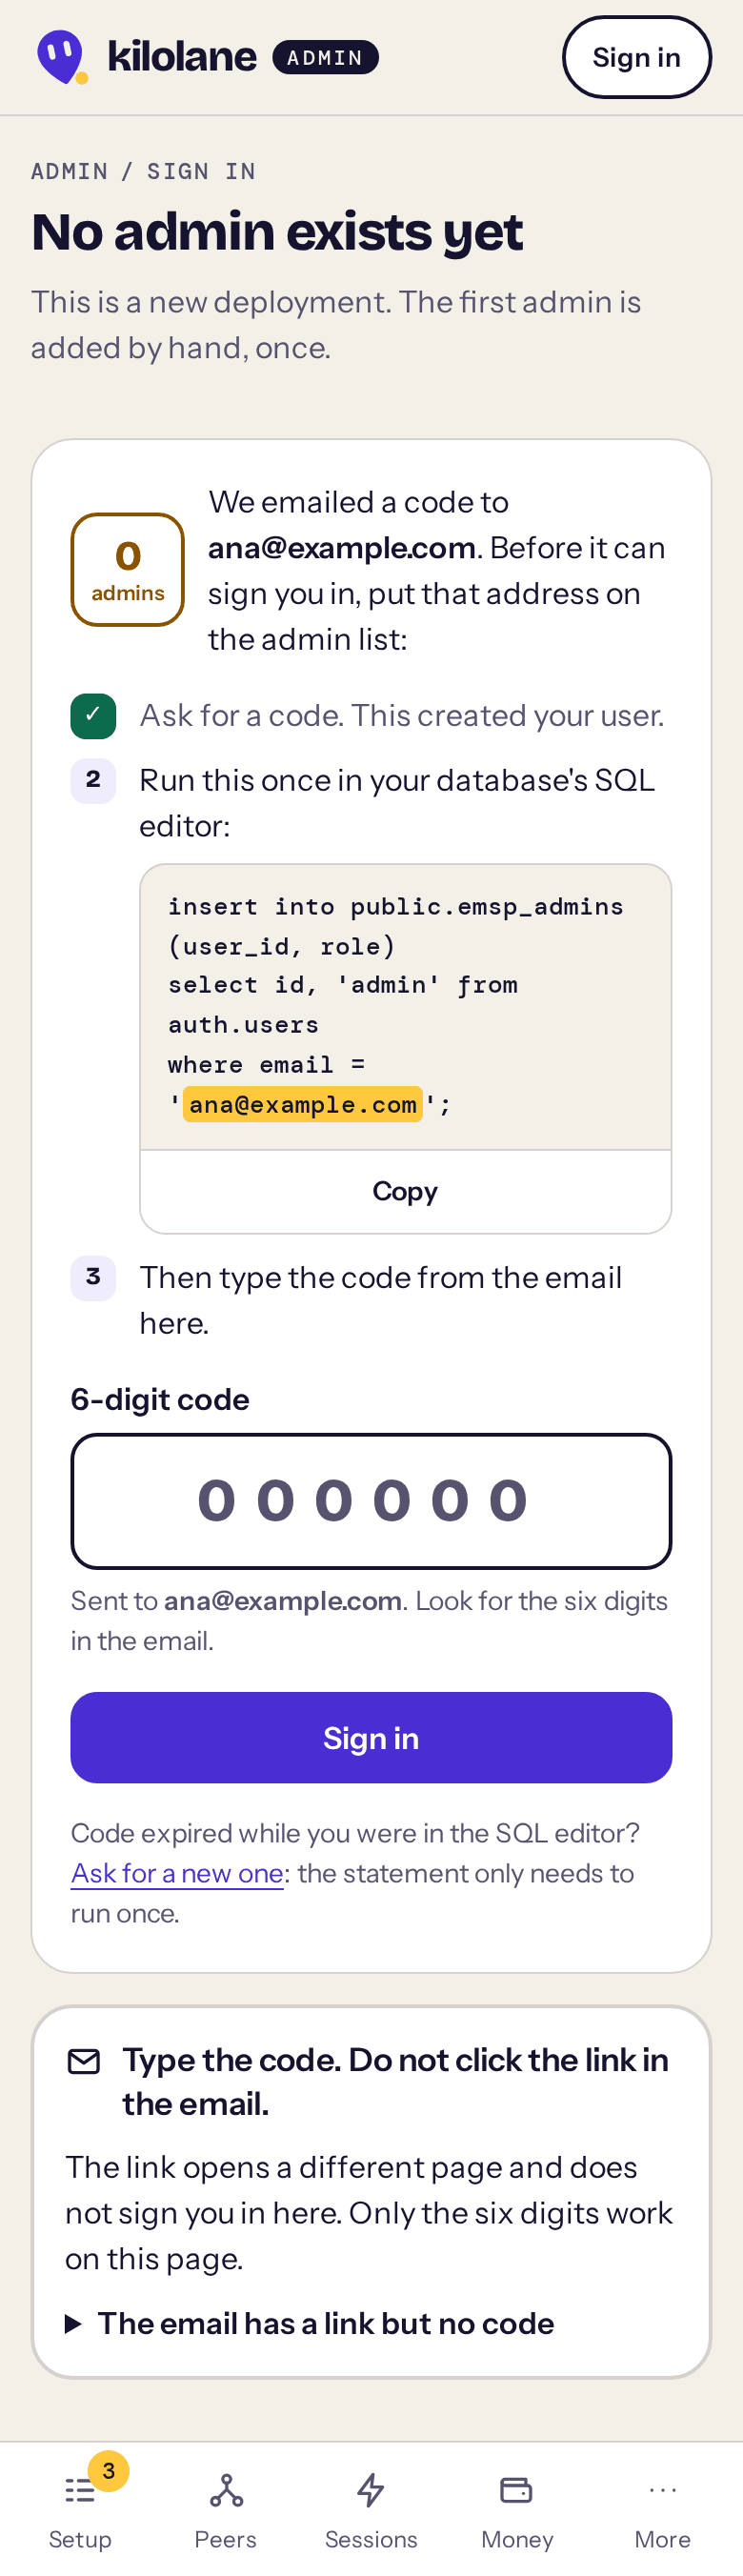 kilolane ADMIN Sign in
ADMIN / SIGN IN
No admin exists yet
This is a new deployment. The first admin is
added by hand, once.
0
admins
We emailed a code to
ana@example.com. Before it can
sign you in, put that address on
the admin list:
✓ Ask for a code. This created your user.
2 Run this once in your database's SQL
editor:
insert into public.emsp_admins
(user_id, role)
select id, 'admin' from
auth.users
where email =
'ana@example.com';
Copy
3 Then type the code from the email
here.
6-digit code
000000
Sent to ana@example.com. Look for the six digits
in the email.
Sign in
Code expired while you were in the SQL editor?
Ask for a new one: the statement only needs to
run once.
Type the code. Do not click the link in
the email.
The link opens a different page and does
not sign you in here. Only the six digits work
on this page.
▶ The email has a link but no code
3
Setup Peers Sessions Money More